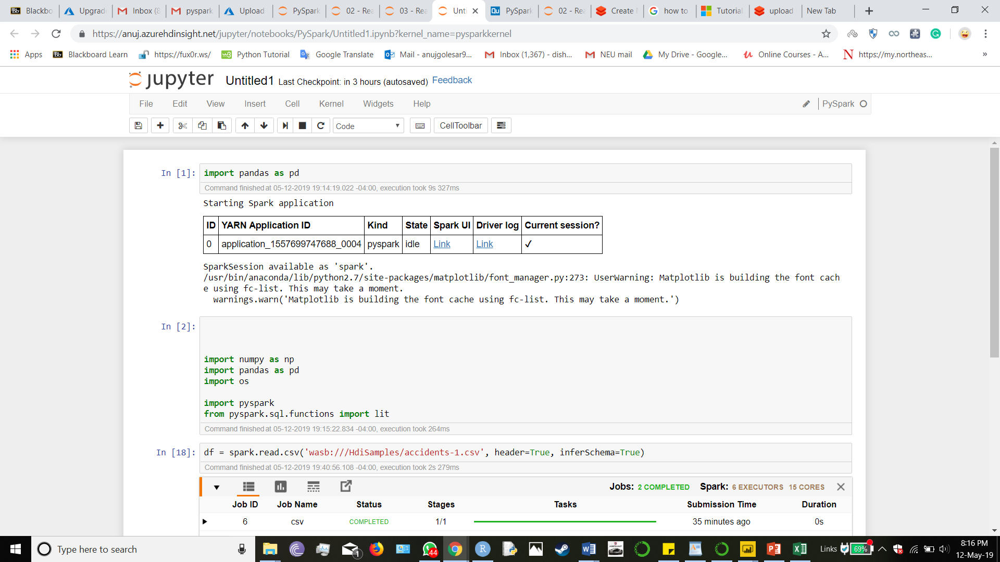 Blackbo
Upgrad
Inbox (8
pyspark
Upload
PySpark
02 - Rea
03 - Rea
Unti
PySpark
02 - Re
Create
how to
Tutorial
upload
New Tab
https://anuj.azurehdinsight.net/jupyter/notebooks/PySpark/Untitled1.ipynb?kernel_name=pysparkkernel
Apps
Blackboard Learn
https://fux0r.ws/
Python Tutorial
Google Translate
Mail - anujgolesar9...
Inbox (1,367) - dish...
NEU mail
My Drive - Google...
Online Courses - A...
https://my.northeas...
»
jupyter Untitled1 Last Checkpoint: in 3 hours (autosaved) Feedback
File Edit View Insert Cell Kernel Widgets Help PySpark
Code CellToolbar
In [1]: import pandas as pd
Command finished at 05-12-2019 19:14:19.022 -04:00, execution took 9s 327ms
Starting Spark application
ID YARN Application ID Kind State Spark UI Driver log Current session?
0 application_1557699747688_0004 pyspark idle Link Link ✓
SparkSession available as 'spark'.
/usr/bin/anaconda/lib/python2.7/site-packages/matplotlib/font_manager.py:273: UserWarning: Matplotlib is building the font cach
e using fc-list. This may take a moment.
warnings.warn('Matplotlib is building the font cache using fc-list. This may take a moment.')
In [2]:
import numpy as np
import pandas as pd
import os
import pyspark
from pyspark.sql.functions import lit
Command finished at 05-12-2019 19:15:22.834 -04:00, execution took 264ms
In [18]: df = spark.read.csv('wasb:///HdiSamples/accidents-1.csv', header=True, inferSchema=True)
Command finished at 05-12-2019 19:40:56.108 -04:00, execution took 2s 279ms
Jobs: 2 COMPLETED Spark: 6 EXECUTORS 15 CORES
Job ID Job Name Status Stages Tasks Submission Time Duration
6 csv COMPLETED 1/1 35 minutes ago 0s
Type here to search
1
44
Links
69%
8:16 PM
12-May-19